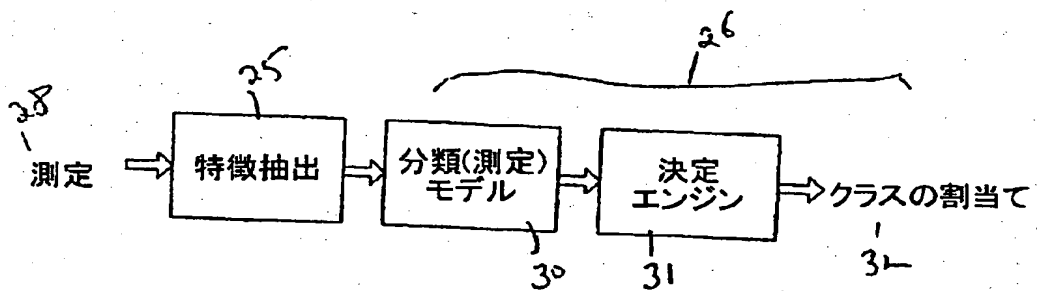 26
25
28
測定
特徴抽出
分類(測定)
モデル
決定
エンジン
クラスの割当て
30
31
32